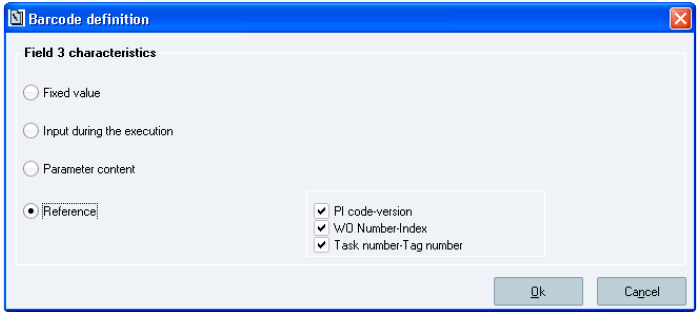 Barcode definition
Field 3 characteristics
Fixed value
Input during the execution
Parameter content
Reference
PI code-version
WO Number-Index
Task number-Tag number
Ok
Cancel